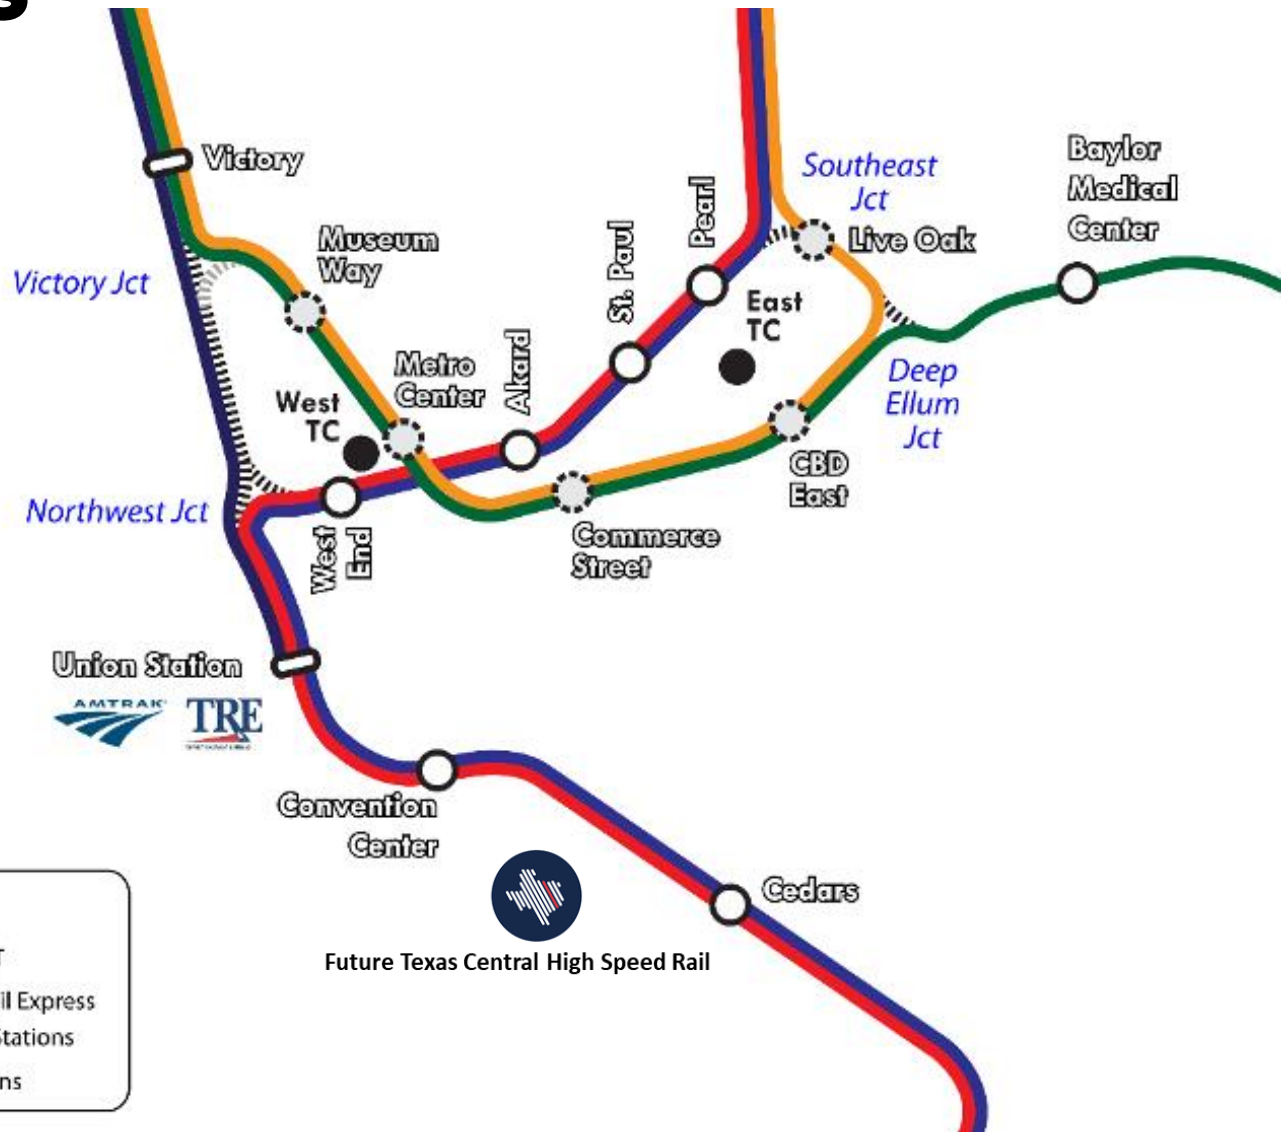 Victory
Museum
Way
Victory Jct
Metro
Center
West
TC
Akard
St. Paul
Pearl
East
TC
Southeast
Jct
Live Oak
Baylor
Medical
Center
Deep
Ellum
Jct
CBD
East
Commerce
Street
West
End
Northwest Jct
Union Station
AMTRAK
TRE
Convention
Center
Cedars
Future Texas Central High Speed Rail
il Express
Stations
ns